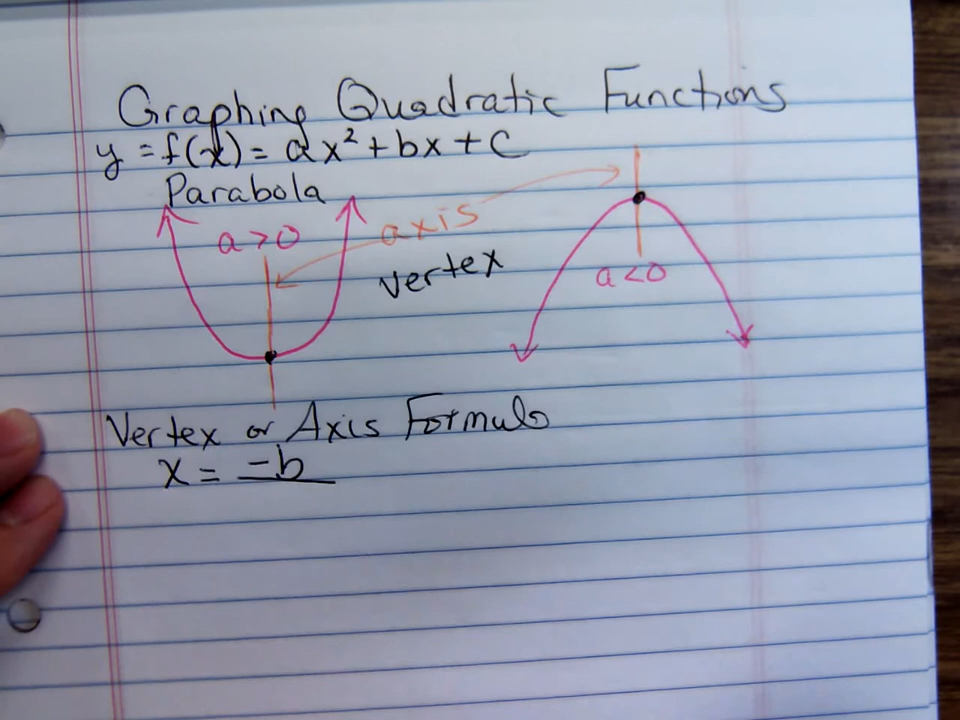 Graphing Quadratic Functions
y = f(x) = ax² + bx + c
Parabola
a > 0
axis
vertex
a < 0
Vertex or Axis Formula
x = -b